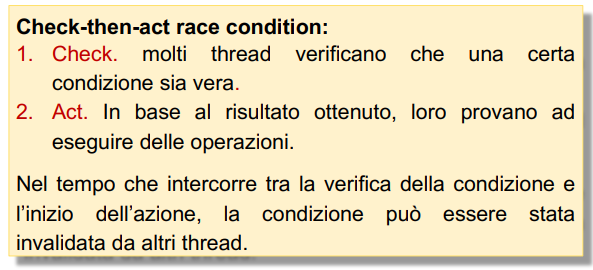 Check-then-act race condition:
1. Check. molti thread verificano che una certa
condizione sia vera.
2. Act. In base al risultato ottenuto, loro provano ad
eseguire delle operazioni.
Nel tempo che intercorre tra la verifica della condizione e
l'inizio dell'azione, la condizione può essere stata
invalidata da altri thread.